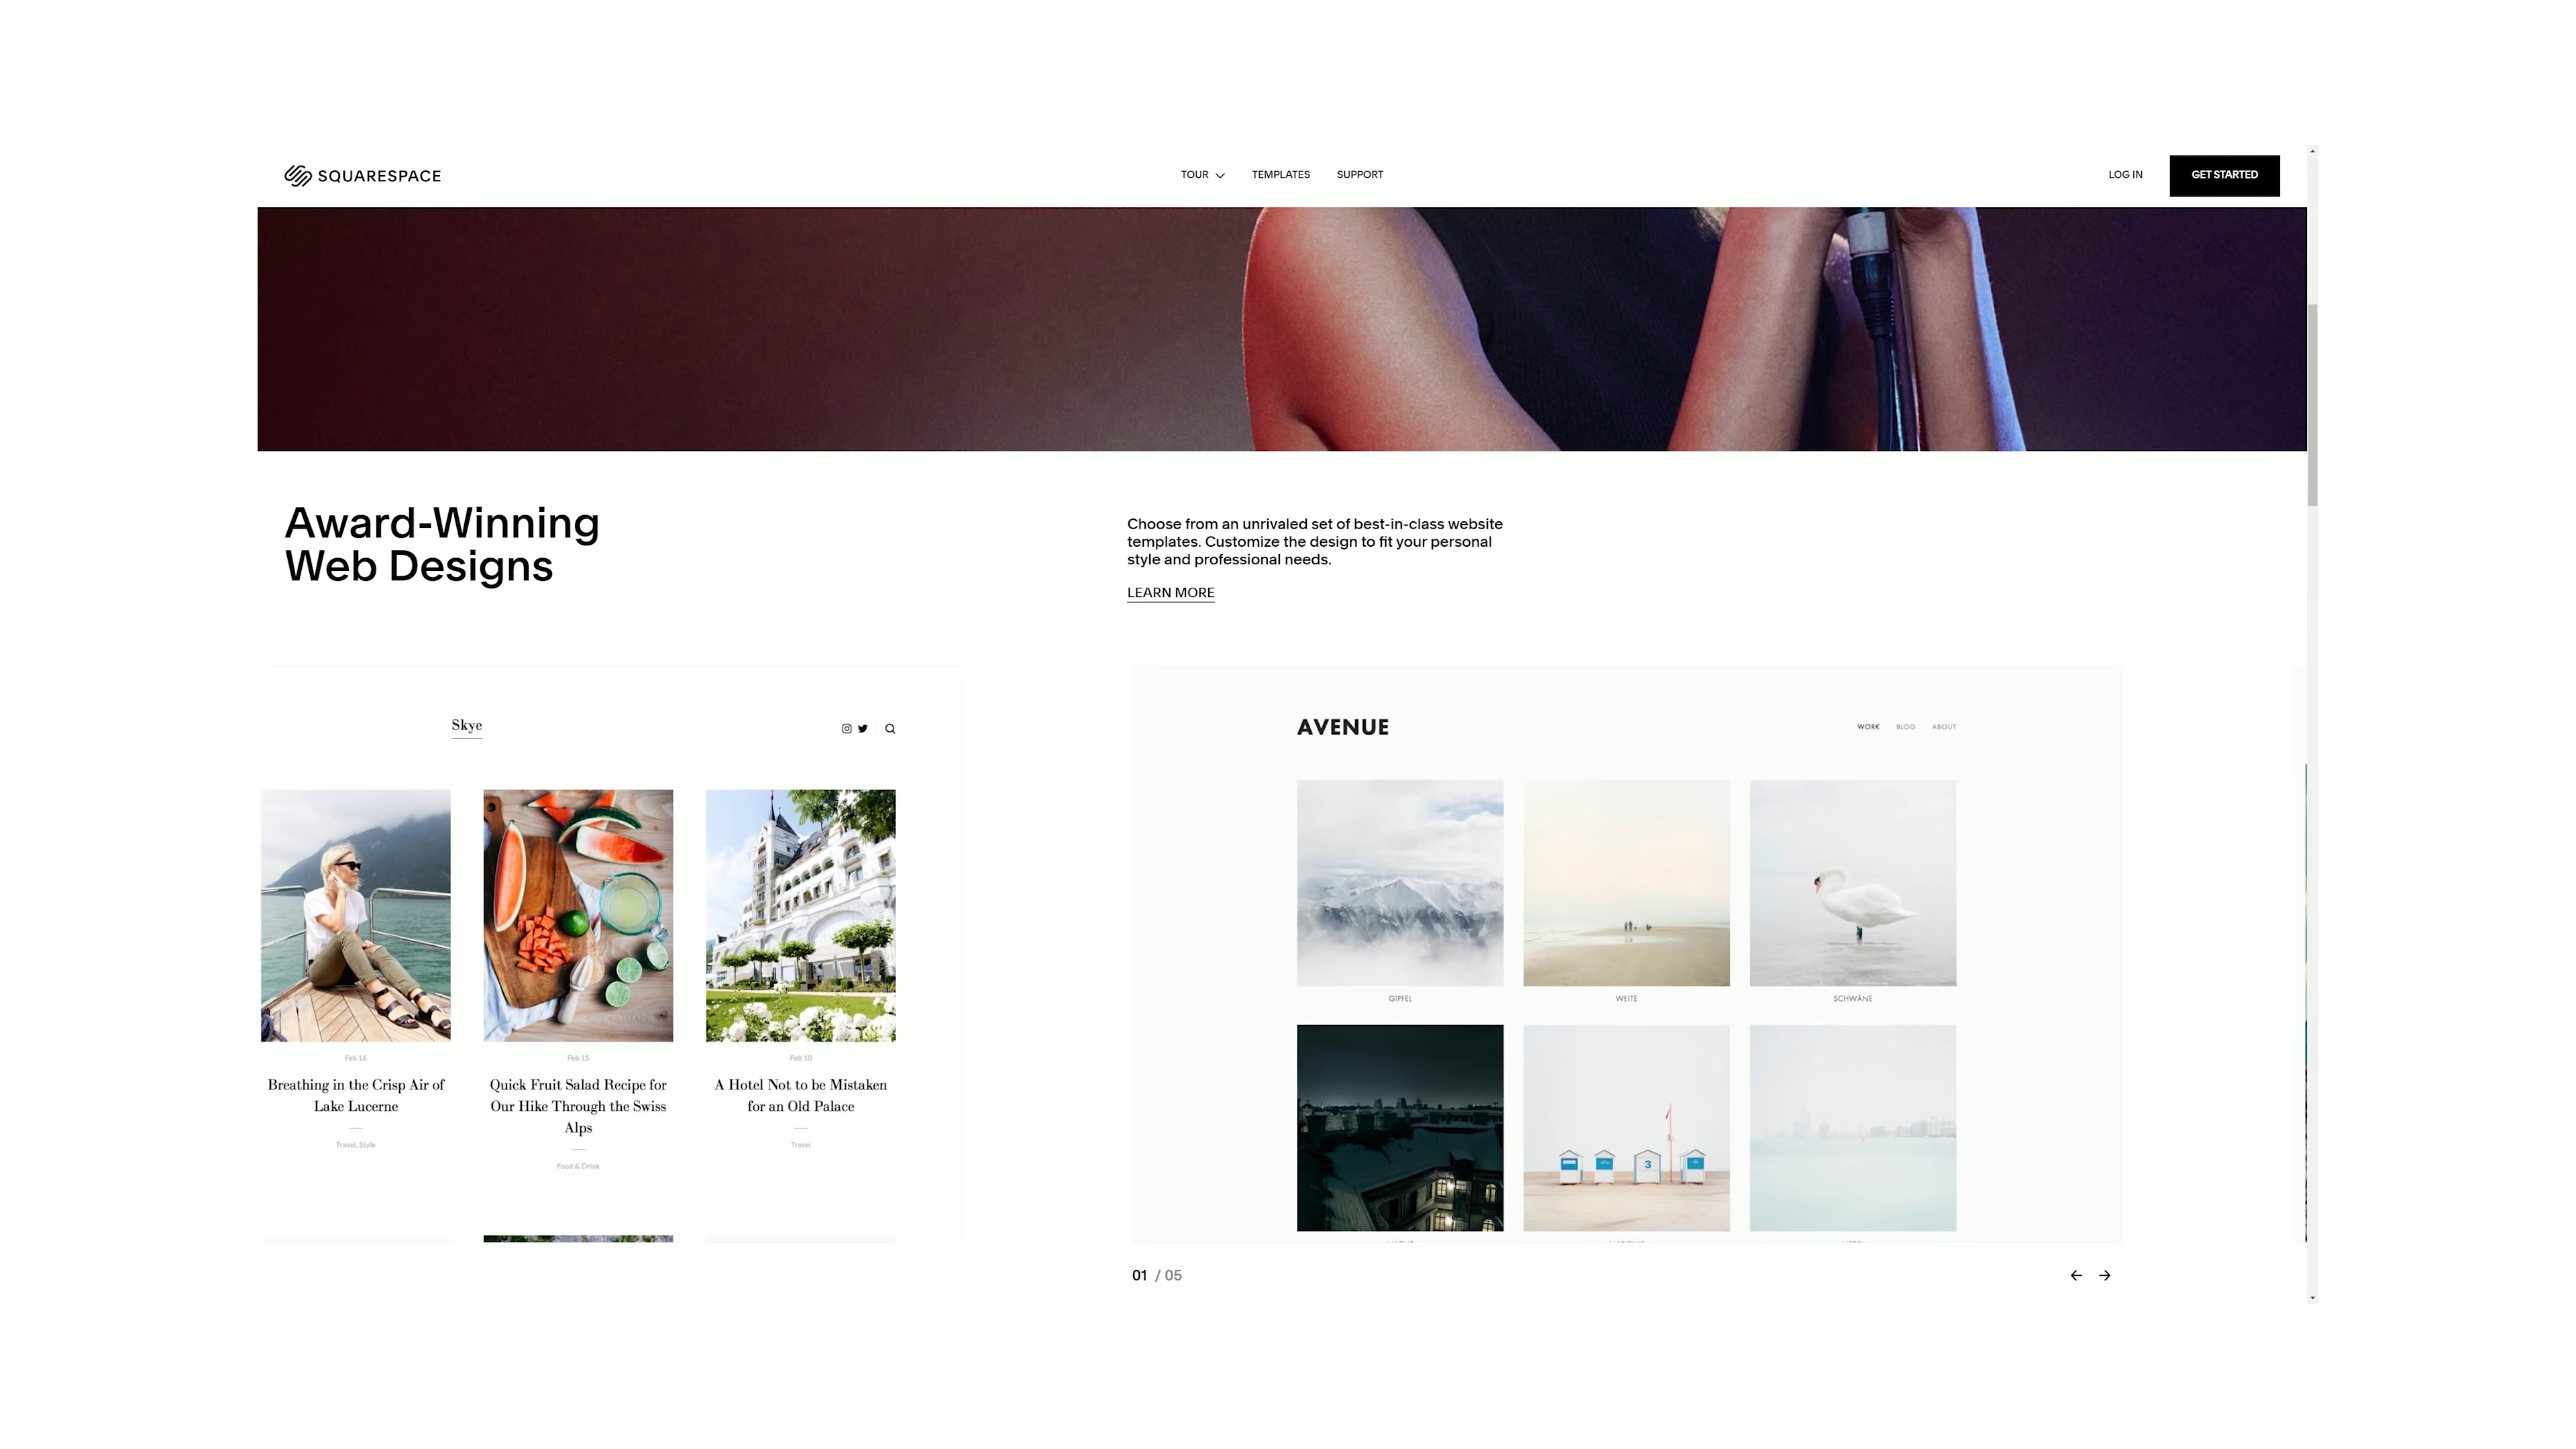 SQUARESPACE
TOUR
TEMPLATES
SUPPORT
LOG IN
GET STARTED
Award-Winning
Web Designs
Choose from an unrivaled set of best-in-class website
templates. Customize the design to fit your personal
style and professional needs.
LEARN MORE
Skye
Feb 16
Breathing in the Crisp Air of
Lake Lucerne
Travel, Style
Feb 15
Quick Fruit Salad Recipe for
Our Hike Through the Swiss
Alps
Food & Drink
Feb 10
A Hotel Not to be Mistaken
for an Old Palace
Travel
AVENUE
WORK
BLOG
ABOUT
GIPFEL
WEITE
SCHWÄNE
3
01 / 05